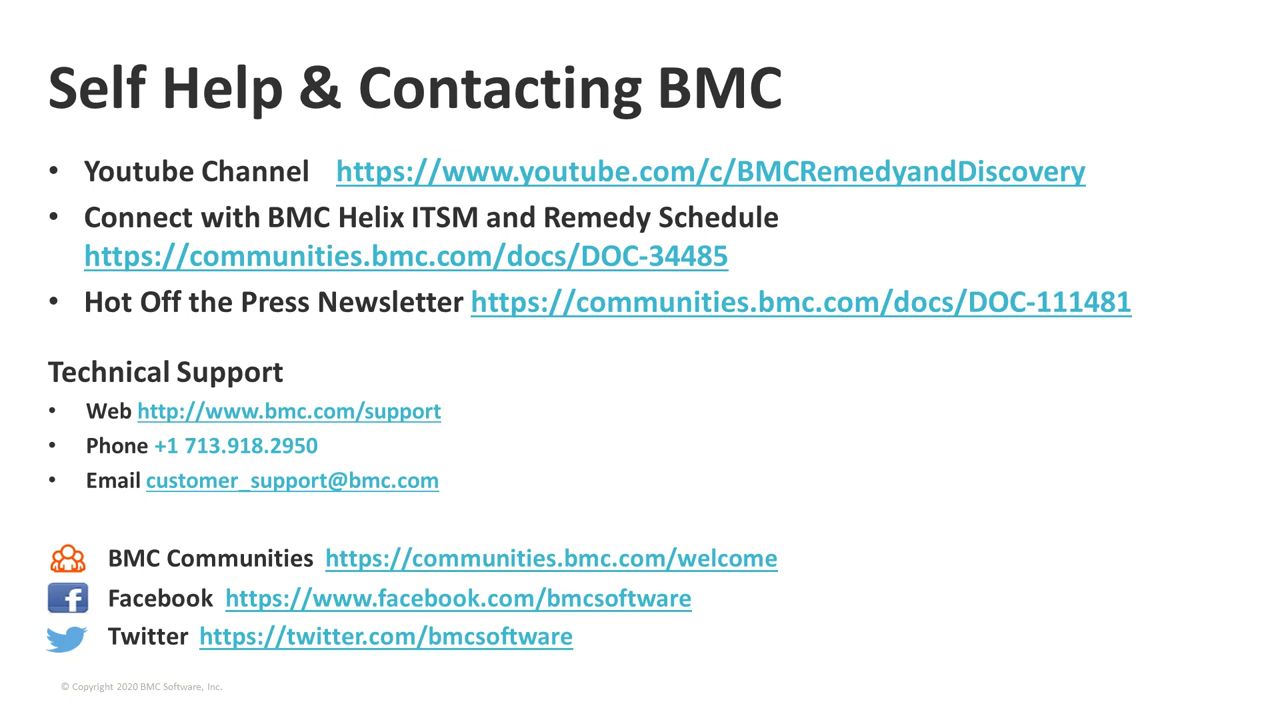 Self Help & Contacting BMC
• Youtube Channel https://www.youtube.com/c/BMCRemedyandDiscovery
• Connect with BMC Helix ITSM and Remedy Schedule
https://communities.bmc.com/docs/DOC-34485
• Hot Off the Press Newsletter https://communities.bmc.com/docs/DOC-111481
Technical Support
• Web http://www.bmc.com/support
• Phone +1 713.918.2950
• Email customer_support@bmc.com
BMC Communities https://communities.bmc.com/welcome
f Facebook https://www.facebook.com/bmcsoftware
Twitter https://twitter.com/bmcsoftware
© Copyright 2020 BMC Software, Inc.